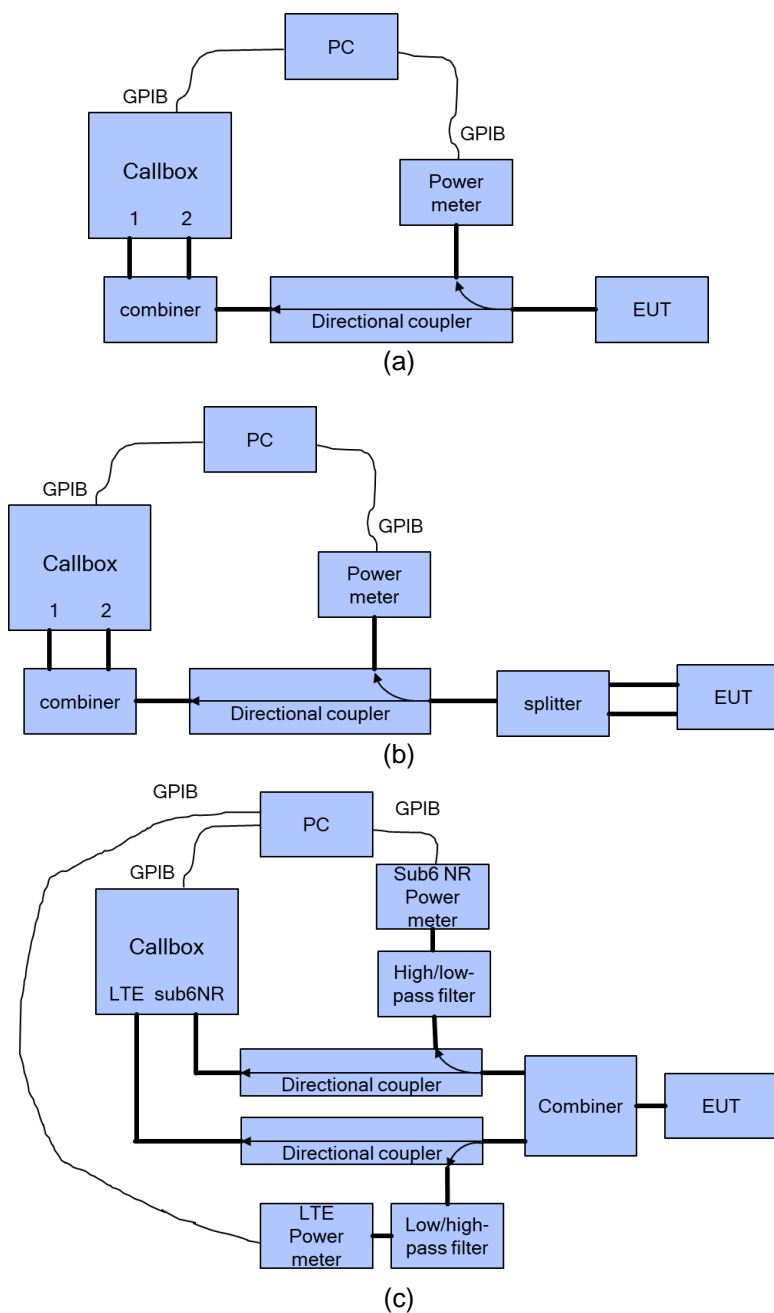 PC
GPIB
GPIB
Callbox
1 2
Power
meter
combiner
Directional coupler
EUT
(a)
PC
GPIB
GPIB
Callbox
1 2
Power
meter
combiner
Directional coupler
splitter
EUT
(b)
GPIB
GPIB
PC
GPIB
Sub6 NR
Power
meter
Callbox
LTE sub6NR
High/low-
pass filter
Directional coupler
Combiner
EUT
Directional coupler
LTE
Power
meter
Low/high-
pass filter
(c)